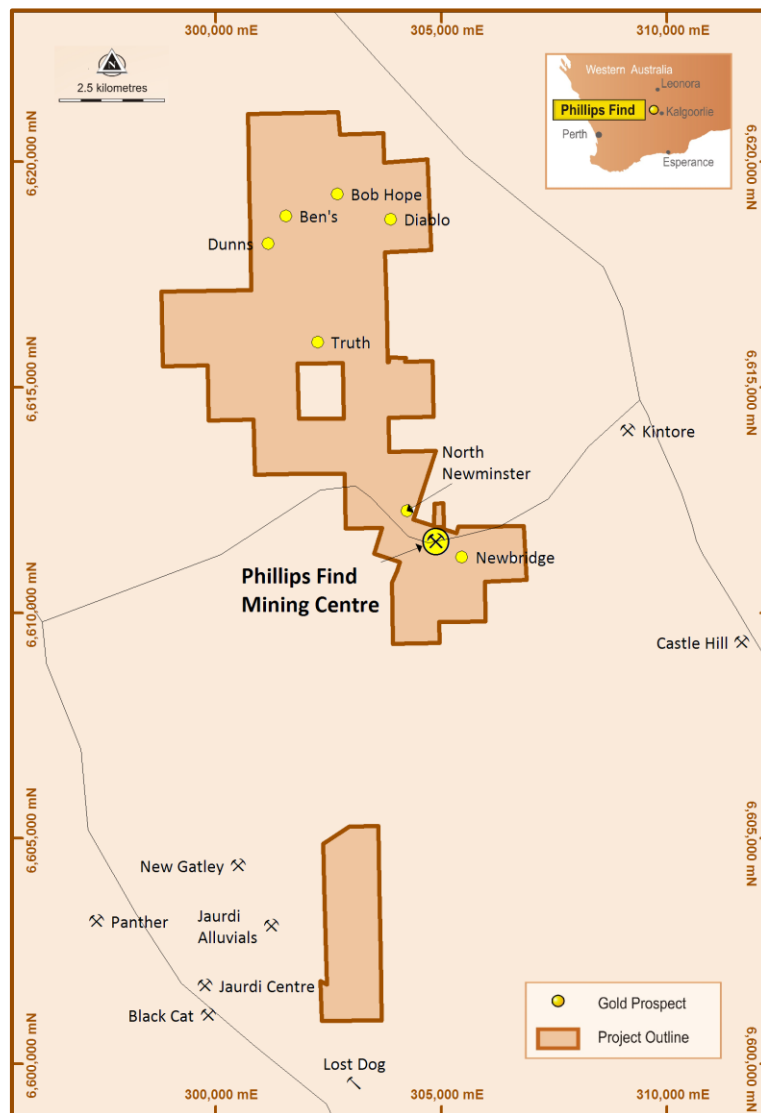 300,000 mE
305,000 mE
310,000 mE
N
2.5 kilometres
Western Australia
Leonora
Phillips Find
Kalgoorlie
Perth
Esperance
6,620,000 mN
6,620,000 mN
Bob Hope
Ben's
Diablo
Dunns
Truth
6,615,000 mN
6,615,000 mN
Kintore
North
Newminster
Newbridge
Phillips Find
Mining Centre
6,610,000 mN
6,610,000 mN
Castle Hill
6,605,000 mN
6,605,000 mN
New Gatley
Panther
Jaurdi
Alluvials
Jaurdi Centre
Black Cat
Gold Prospect
Project Outline
Lost Dog
6,600,000 mN
6,600,000 mN
300,000 mE
305,000 mE
310,000 mE